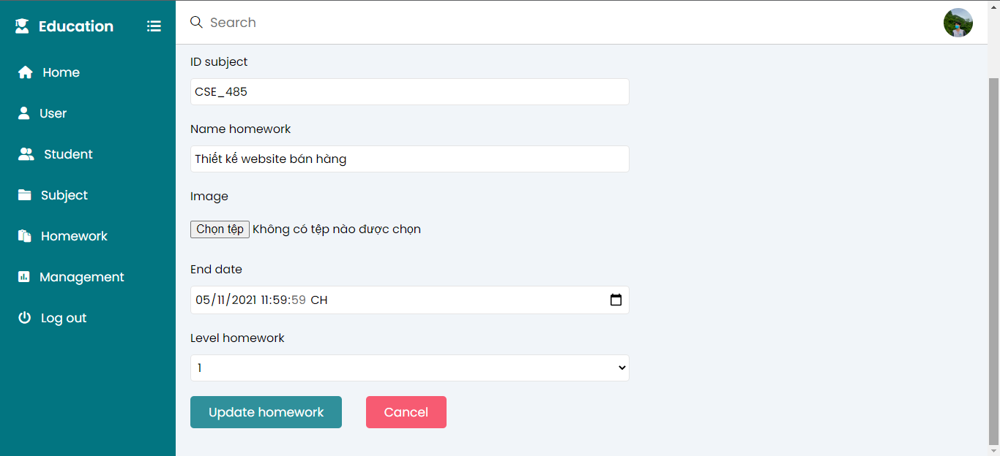 Education
Home
User
Student
Subject
Homework
Management
Log out
Search
ID subject
CSE_485
Name homework
Thiết kế website bán hàng
Image
Chọn tệp Không có tệp nào được chọn
End date
05/11/2021 11:59:59 CH
Level homework
1
Update homework Cancel